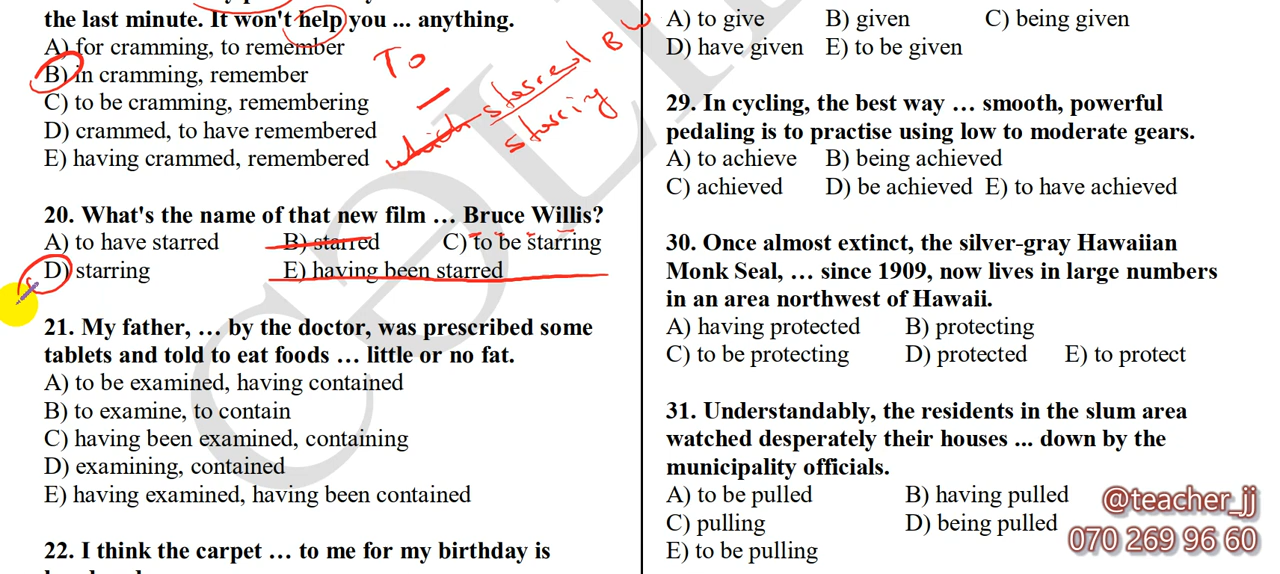 the last minute. It won't help you ... anything.
A) for cramming, to remember
B) in cramming, remember
C) to be cramming, remembering
D) crammed, to have remembered
E) having crammed, remembered
To
which starred B W
starring
20. What's the name of that new film … Bruce Willis?
A) to have starred B) starred C) to be starring
D) starring E) having been starred
21. My father, … by the doctor, was prescribed some
tablets and told to eat foods … little or no fat.
A) to be examined, having contained
B) to examine, to contain
C) having been examined, containing
D) examining, contained
E) having examined, having been contained
22. I think the carpet … to me for my birthday is
A) to give B) given C) being given
D) have given E) to be given
29. In cycling, the best way … smooth, powerful
pedaling is to practise using low to moderate gears.
A) to achieve B) being achieved
C) achieved D) be achieved E) to have achieved
30. Once almost extinct, the silver-gray Hawaiian
Monk Seal, … since 1909, now lives in large numbers
in an area northwest of Hawaii.
A) having protected B) protecting
C) to be protecting D) protected E) to protect
31. Understandably, the residents in the slum area
watched desperately their houses ... down by the
municipality officials.
A) to be pulled B) having pulled
C) pulling D) being pulled
E) to be pulling
@teacher_jj
070 269 96 60